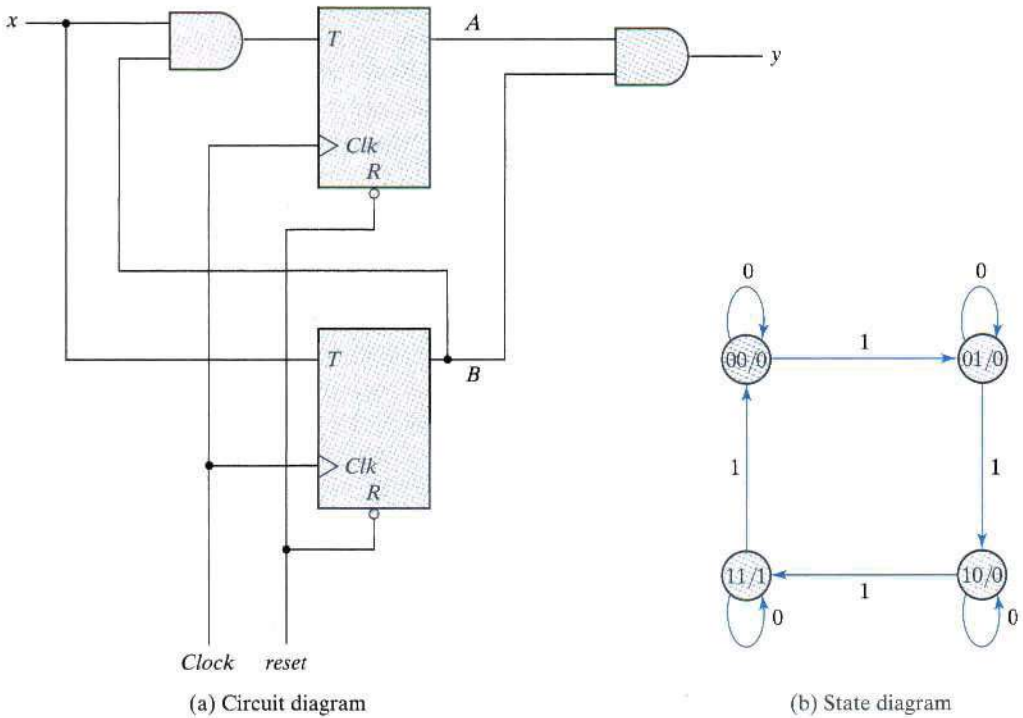 x
A
T
y
Clk
R
B
T
Clk
R
Clock reset
(a) Circuit diagram
0 0
00/0 1 01/0
1 1
11/1 1 10/0
0 0
(b) State diagram